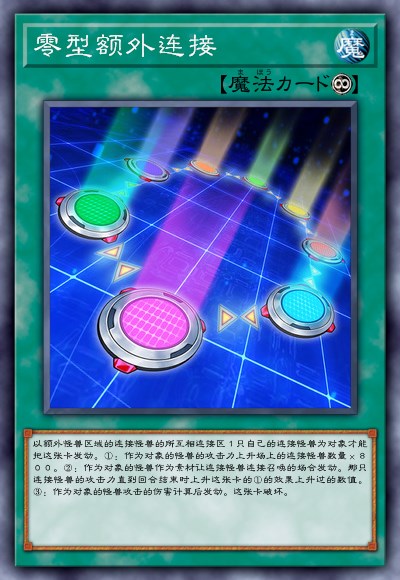 零型额外连接
魔
【魔法カード】
まほう
以额外怪兽区域的连接怪兽的所互相连接区1只自己的连接怪兽为对象才能
把这张卡发动。①：作为对象的怪兽的攻击力上升场上的连接怪兽数量×8
００。②：作为对象的怪兽作为素材让连接怪兽连接召唤的场合发动。那只
连接怪兽的攻击力直到回合结束时上升这张卡的①的效果上升过的数值。
③：作为对象的怪兽攻击的伤害计算后发动。这张卡破坏。